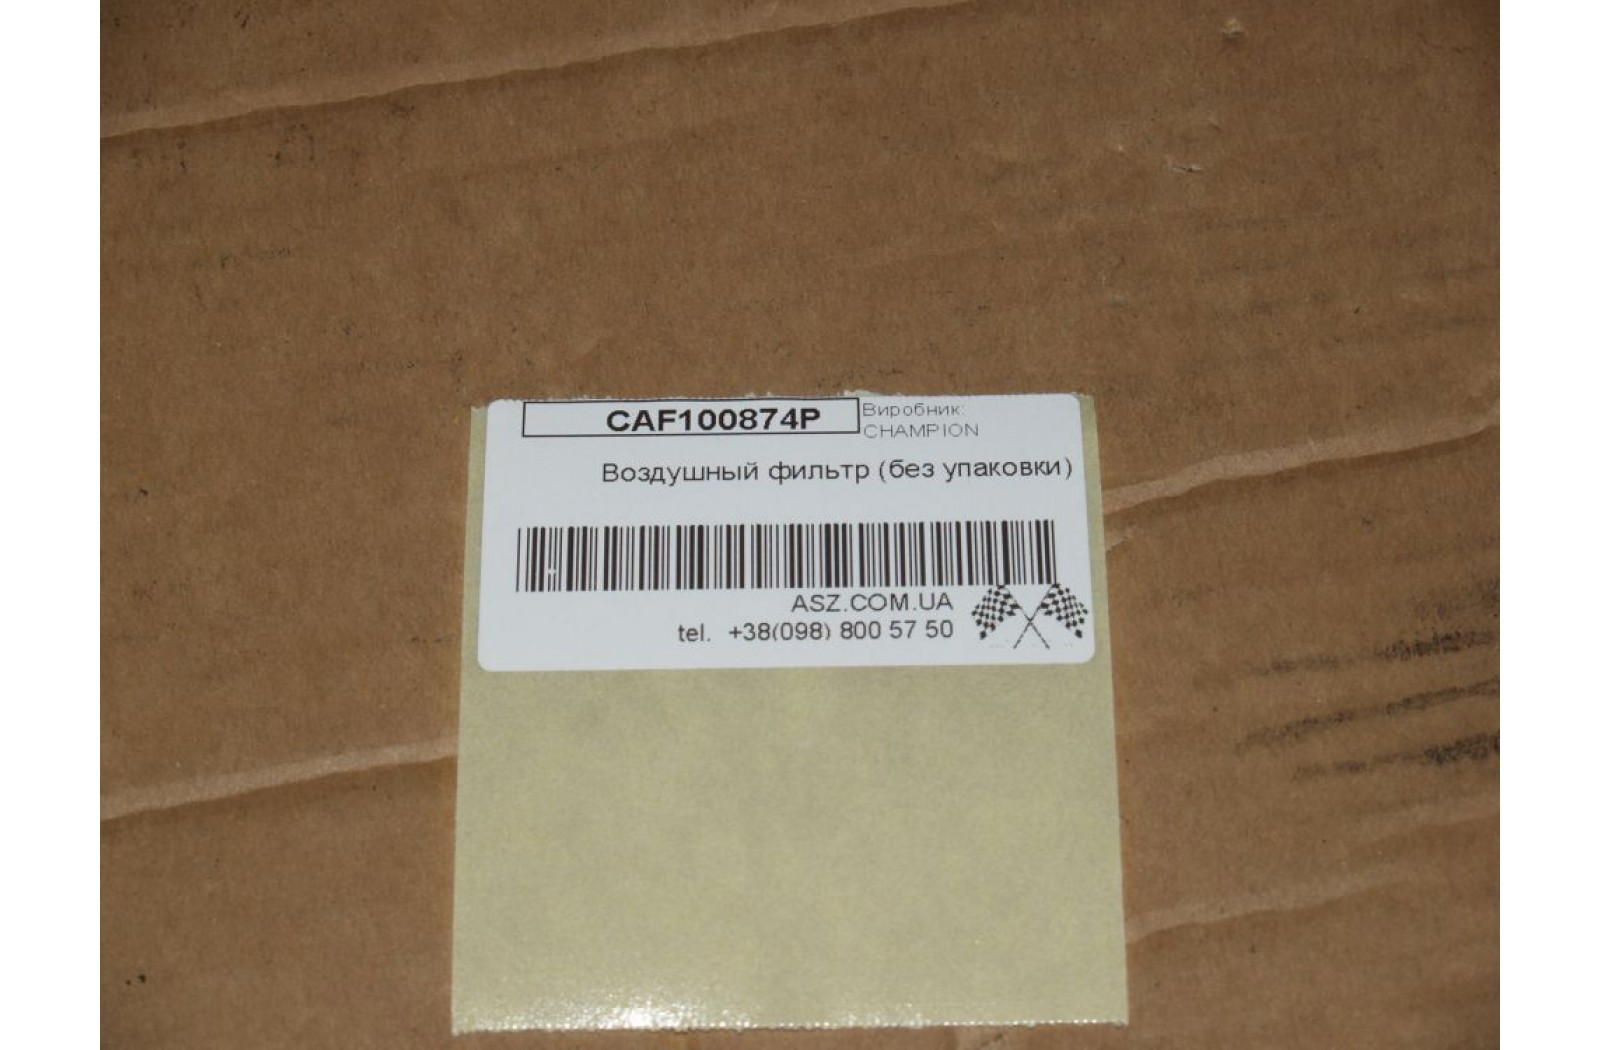 CAF100874P
Виробник:
CHAMPION
Воздушный фильтр (без упаковки)
ASZ.COM.UA
tel. +38(098) 800 57 50